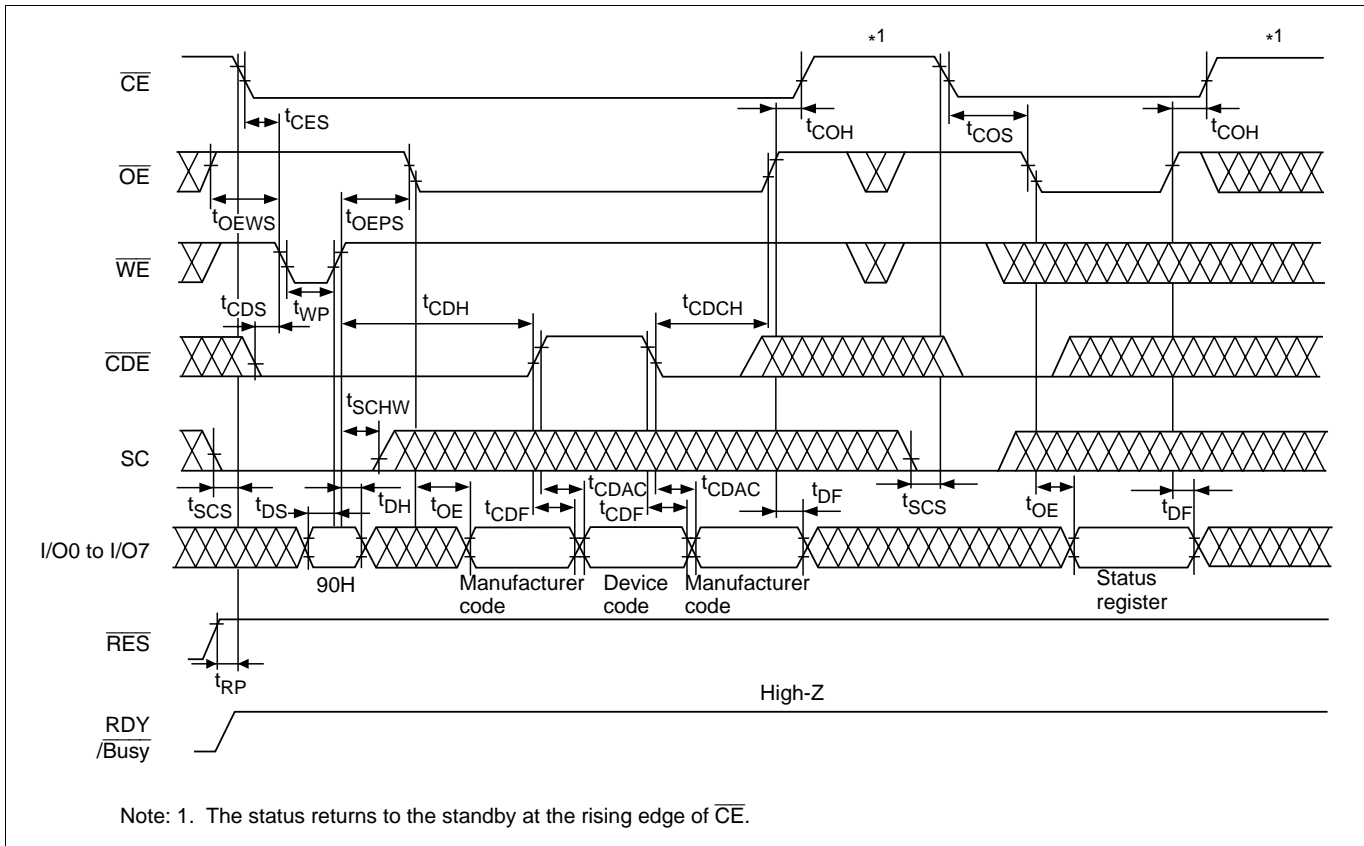 *1
*1
CE
tCES
tCOH
tCOS
tCOH
OE
tOEWS
tOEPS
WE
tCDS
tWP
tCDH
tCDCH
CDE
tSCHW
SC
tSCS
tDS
tDH
tOE
tCDF
tCDAC
tCDF
tCDAC
tDF
tSCS
tOE
tDF
I/O0 to I/O7
90H
Manufacturer
code
Device
code
Manufacturer
code
Status
register
RES
tRP
High-Z
RDY
/Busy
Note: 1. The status returns to the standby at the rising edge of CE.